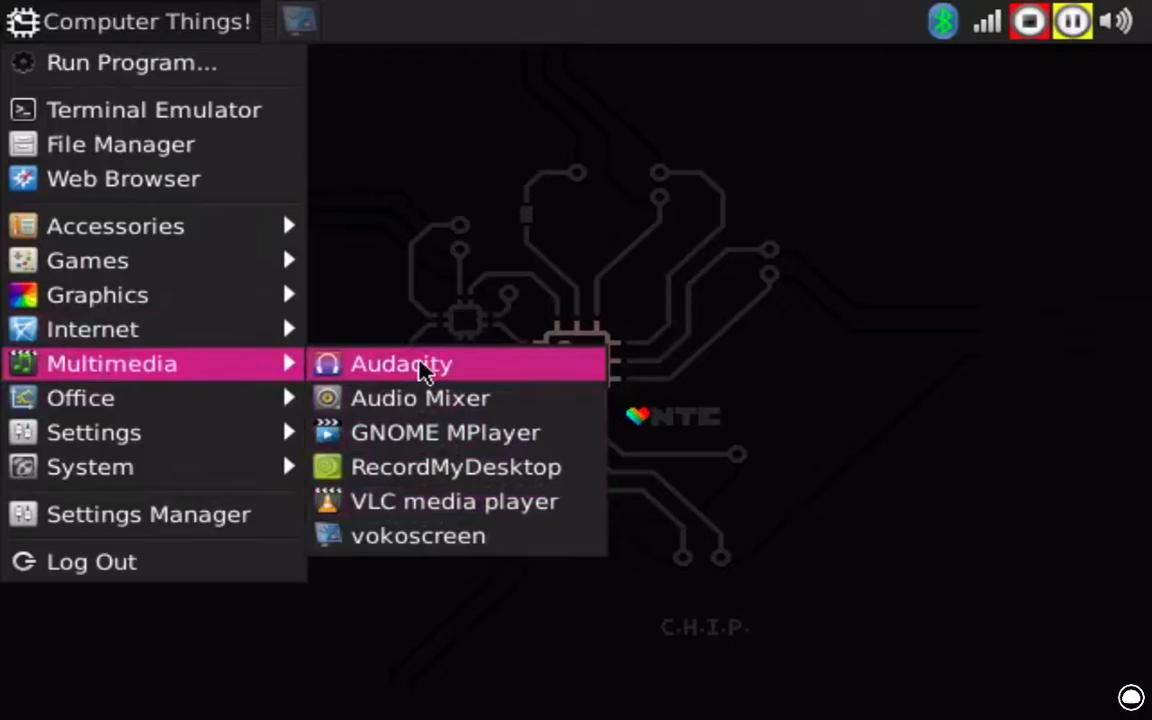 Computer Things!
Run Program...
Terminal Emulator
File Manager
Web Browser
Accessories
Games
Graphics
Internet
Multimedia
Office
Settings
System
Settings Manager
Log Out
Audacity
Audio Mixer
GNOME MPlayer
RecordMyDesktop
VLC media player
vokoscreen
NTC
C.H.I.P.